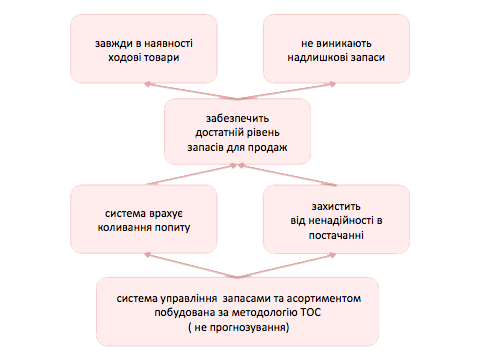 завжди в наявності
ходові товари
не виникають
надлишкові запаси
забезпечить
достатній рівень
запасів для продаж
система врахує
коливання попиту
захистить
від ненадійності в
постачанні
система управління запасами та асортиментом
побудована за методологію ТОС
( не прогнозування)